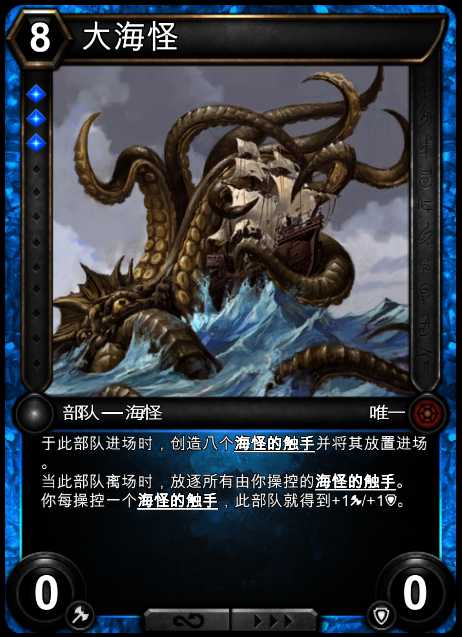 8 大海怪
部队 — 海怪 唯一
于此部队进场时，创造八个海怪的触手并将其放置进场
。
当此部队离场时，放逐所有由你操控的海怪的触手。
你每操控一个海怪的触手，此部队就得到+1/+1。
0 0